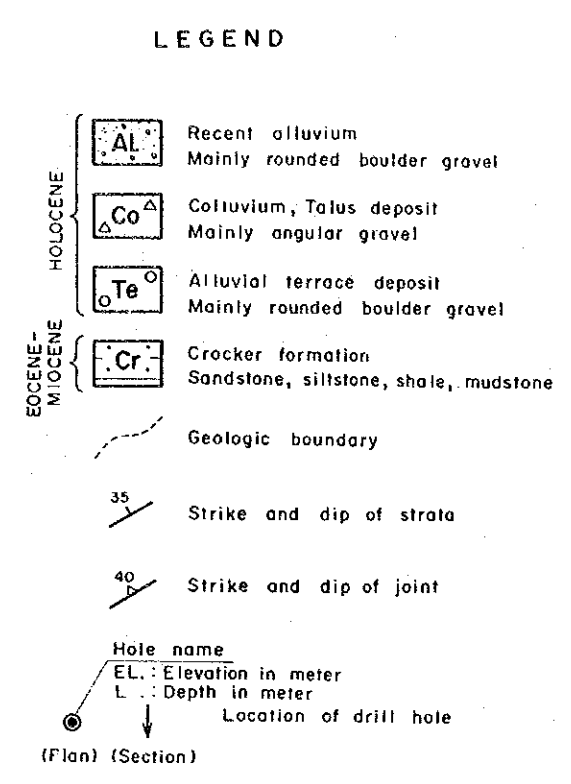 LEGEND
HOLOCENE
AL
Recent alluvium
Mainly rounded boulder gravel
Co
Colluvium, Talus deposit
Mainly angular gravel
Te
Alluvial terrace deposit
Mainly rounded boulder gravel
EOCENE-
MIOCENE
Cr
Crocker formation
Sandstone, siltstone, shale, mudstone
Geologic boundary
35
Strike and dip of strata
40
Strike and dip of joint
Hole name
EL. : Elevation in meter
L . : Depth in meter
Location of drill hole
(Plan) (Section)